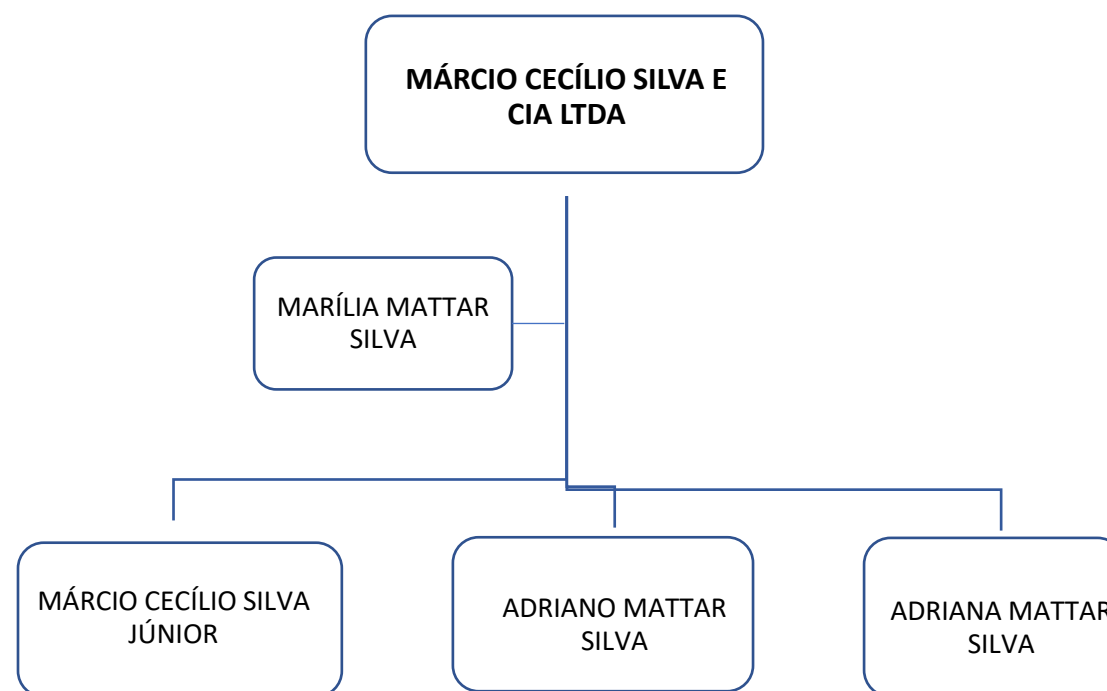 MÁRCIO CECÍLIO SILVA E
CIA LTDA
MARÍLIA MATTAR
SILVA
MÁRCIO CECÍLIO SILVA
JÚNIOR
ADRIANO MATTAR
SILVA
ADRIANA MATTAR
SILVA